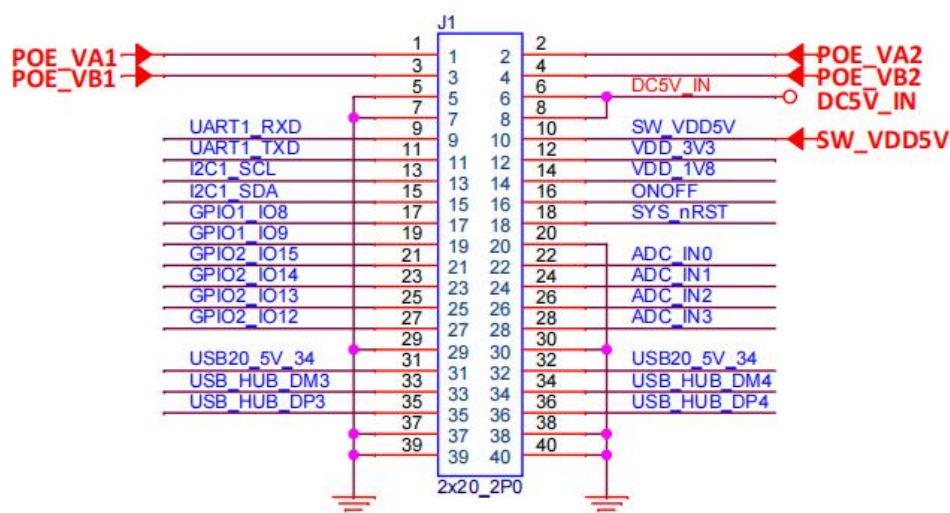 J1
POE_VA1 1 1 2 2 POE_VA2
POE_VB1 3 3 4 4 POE_VB2
5 5 6 6 DC5V_IN DC5V_IN
7 7 8 8
UART1_RXD 9 9 10 10 SW_VDD5V SW_VDD5V
UART1_TXD 11 11 12 12 VDD_3V3
I2C1_SCL 13 13 14 14 VDD_1V8
I2C1_SDA 15 15 16 16 ONOFF
GPIO1_IO8 17 17 18 18 SYS_nRST
GPIO1_IO9 19 19 20 20
GPIO2_IO15 21 21 22 22 ADC_IN0
GPIO2_IO14 23 23 24 24 ADC_IN1
GPIO2_IO13 25 25 26 26 ADC_IN2
GPIO2_IO12 27 27 28 28 ADC_IN3
29 29 30 30
USB20_5V_34 31 31 32 32 USB20_5V_34
USB_HUB_DM3 33 33 34 34 USB_HUB_DM4
USB_HUB_DP3 35 35 36 36 USB_HUB_DP4
37 37 38 38
39 39 40 40
2x20_2P0